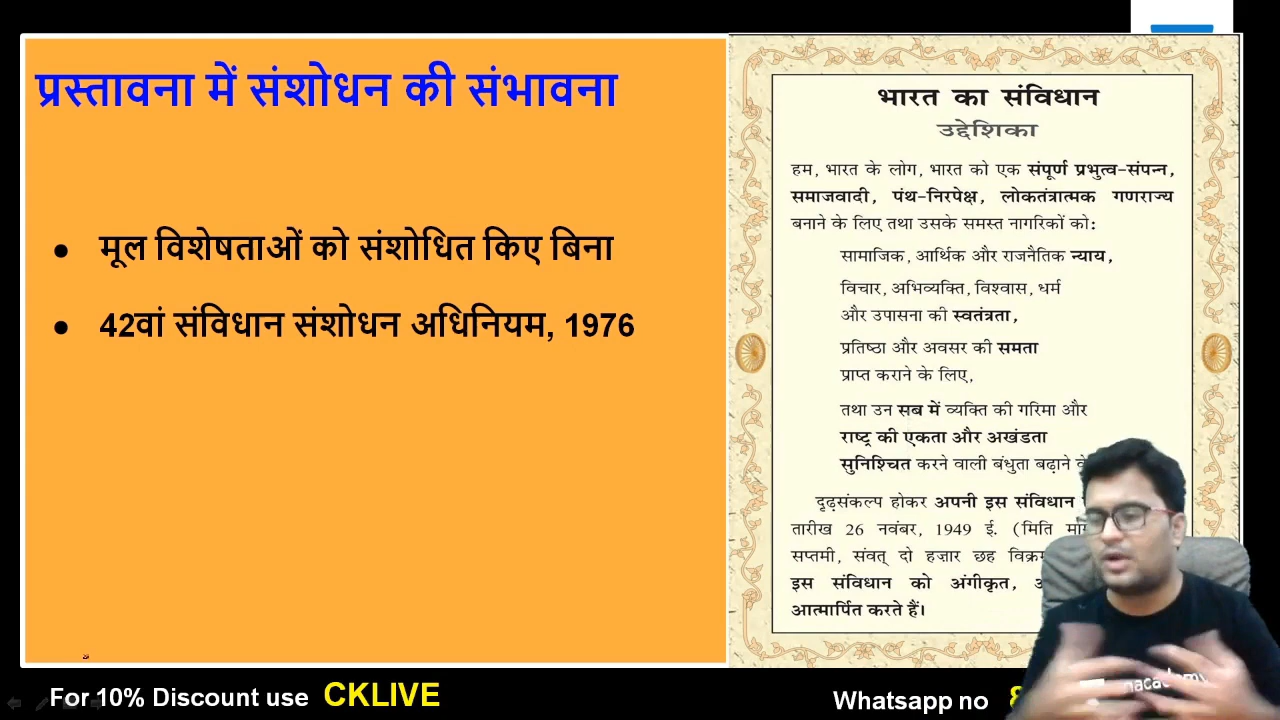 प्रस्तावना में संशोधन की संभावना
● मूल विशेषताओं को संशोधित किए बिना
● 42वां संविधान संशोधन अधिनियम, 1976
भारत का संविधान
उद्देशिका
हम, भारत के लोग, भारत को एक संपूर्ण प्रभुत्व-संपन्न,
समाजवादी, पंथ-निरपेक्ष, लोकतंत्रात्मक गणराज्य
बनाने के लिए तथा उसके समस्त नागरिकों को:
सामाजिक, आर्थिक और राजनैतिक न्याय,
विचार, अभिव्यक्ति, विश्वास, धर्म
और उपासना की स्वतंत्रता,
प्रतिष्ठा और अवसर की समता
प्राप्त कराने के लिए,
तथा उन सब में व्यक्ति की गरिमा और
राष्ट्र की एकता और अखंडता
सुनिश्चित करने वाली बंधुता बढ़ाने
दृढ़संकल्प होकर अपनी इस संविधान
तारीख 26 नवंबर, 1949 ई. (मिति
सप्तमी, संवत् दो हजार छह
इस संविधान को अंगीकृत,
आत्मार्पित करते हैं।
For 10% Discount use CKLIVE
Whatsapp no